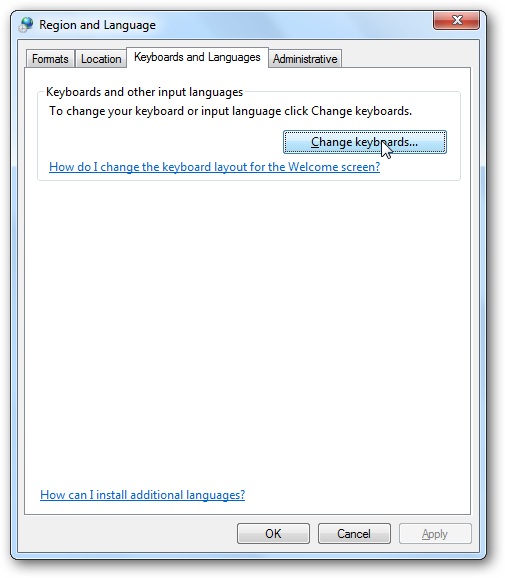 Region and Language
Formats Location Keyboards and Languages Administrative
Keyboards and other input languages
To change your keyboard or input language click Change keyboards.
Change keyboards...
How do I change the keyboard layout for the Welcome screen?
How can I install additional languages?
OK Cancel Apply